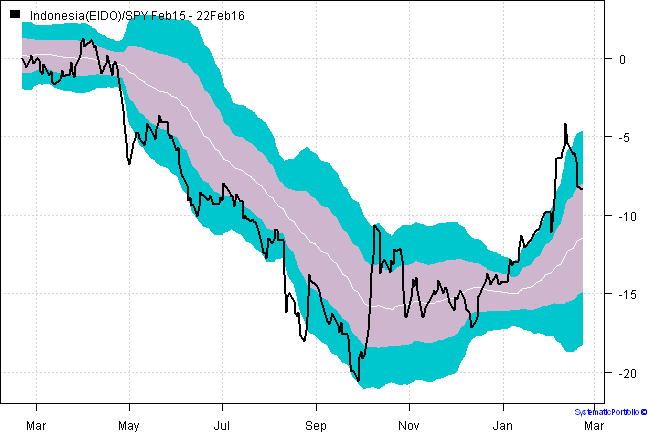 Indonesia(EIDO)/SPY Feb15 - 22Feb16
0
-5
-10
-15
-20
SystematicPortfolio ©
Mar May Jul Sep Nov Jan Mar